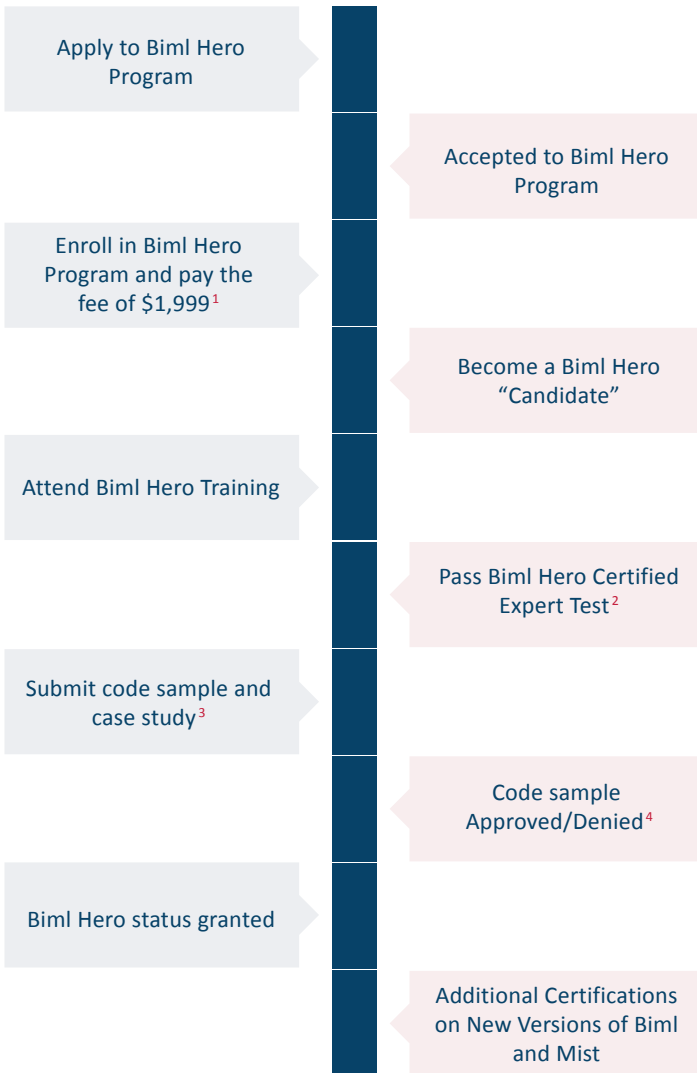 Apply to Biml Hero
Program
Accepted to Biml Hero
Program
Enroll in Biml Hero
Program and pay the
fee of $1,999¹
Become a Biml Hero
“Candidate”
Attend Biml Hero Training
Pass Biml Hero Certified
Expert Test²
Submit code sample and
case study³
Code sample
Approved/Denied⁴
Biml Hero status granted
Additional Certifications
on New Versions of Biml
and Mist